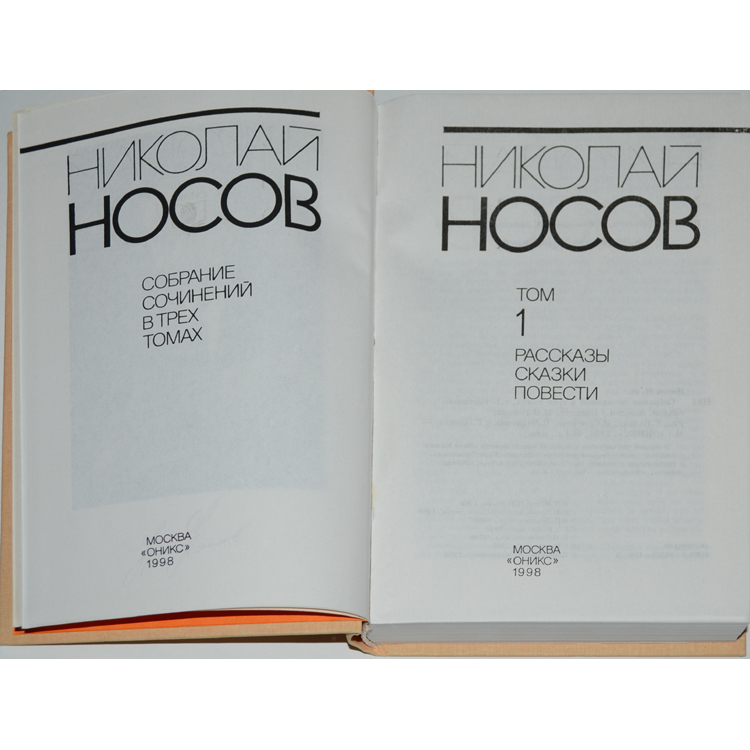 НИКОЛАЙ
НОСОВ
СОБРАНИЕ
СОЧИНЕНИЙ
В ТРЕХ
ТОМАХ
МОСКВА
«ОНИКС»
1998
НИКОЛАЙ
НОСОВ
ТОМ
1
РАССКАЗЫ
СКАЗКИ
ПОВЕСТИ
МОСКВА
«ОНИКС»
1998